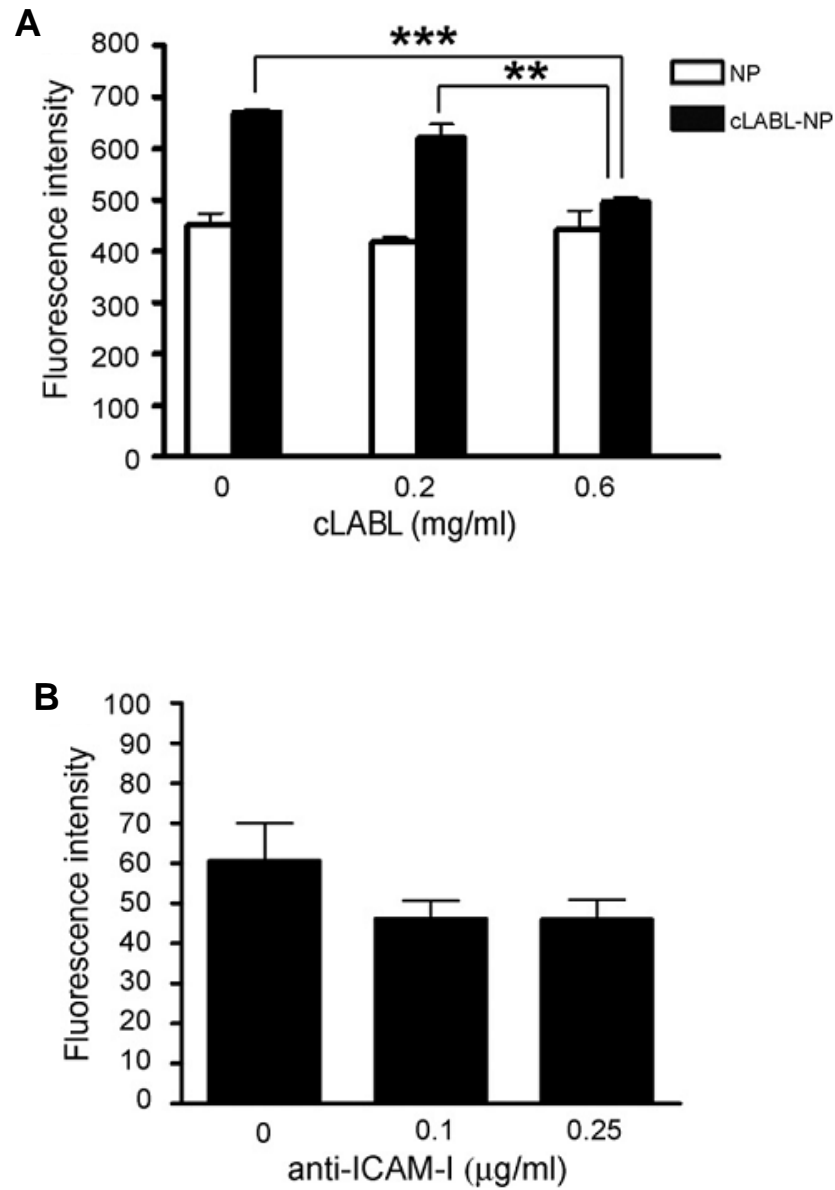 A
Fluorescence intensity
800
700
600
500
400
300
200
100
0
***
**
NP
cLABL-NP
0 0.2 0.6
cLABL (mg/ml)
B
Fluorescence intensity
100
90
80
70
60
50
40
30
20
10
0
0 0.1 0.25
anti-ICAM-I (μg/ml)